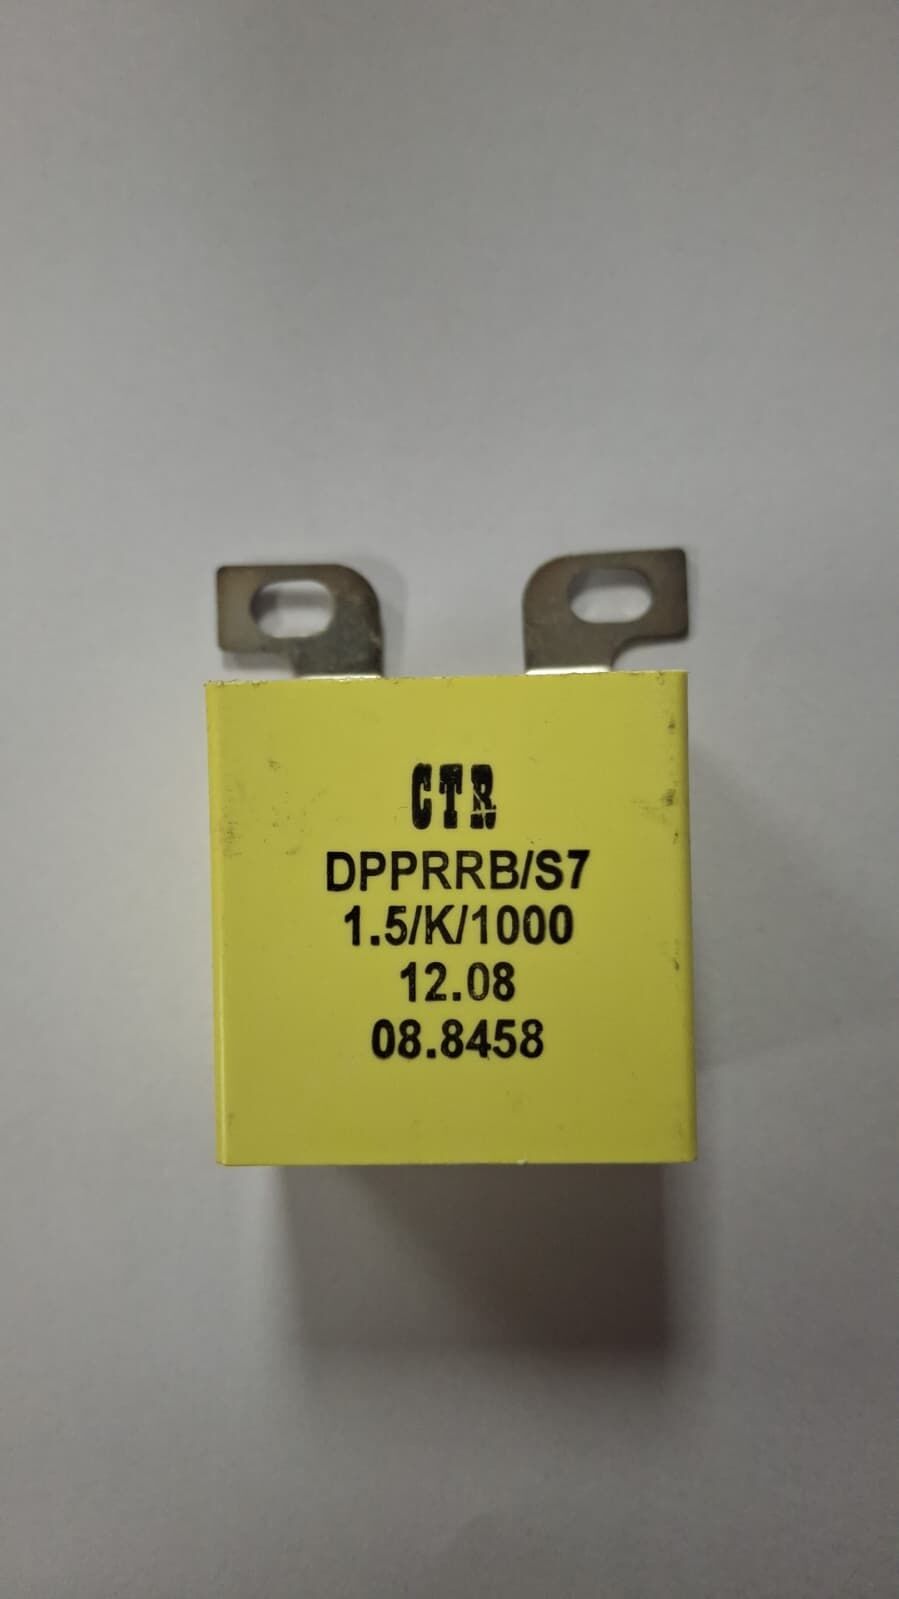 CTR
DPPRRB/S7
1.5/K/1000
12.08
08.8458